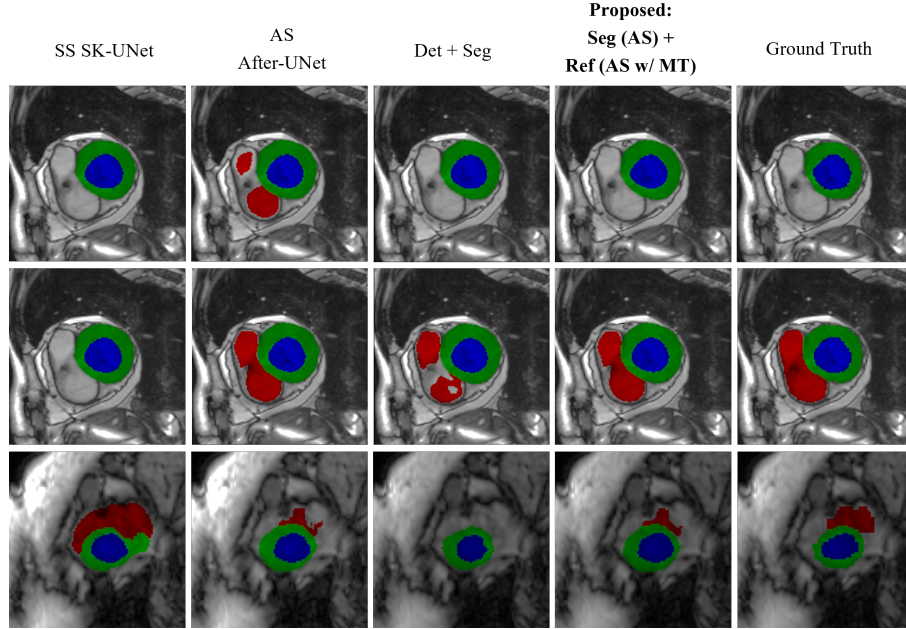 SS SK-UNet
AS
After-UNet
Det + Seg
Proposed:
Seg (AS) +
Ref (AS w/ MT)
Ground Truth